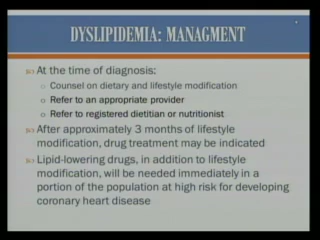 DYSLIPIDEMIA: MANAGMENT
At the time of diagnosis:
Counsel on dietary and lifestyle modification
Refer to an appropriate provider
Refer to registered dietitian or nutritionist
After approximately 3 months of lifestyle
modification, drug treatment may be indicated
Lipid-lowering drugs, in addition to lifestyle
modification, will be needed immediately in a
portion of the population at high risk for developing
coronary heart disease